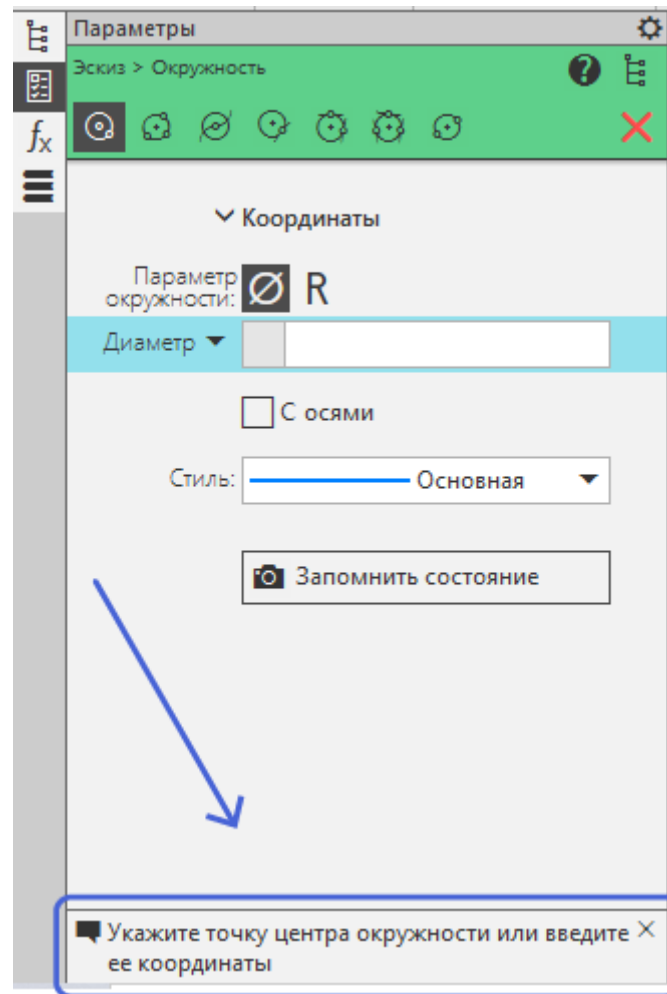 Параметры
Эскиз > Окружность
fx
Координаты
Параметр
окружности:
R
Диаметр
С осями
Стиль:
Основная
Запомнить состояние
Укажите точку центра окружности или введите
ее координаты